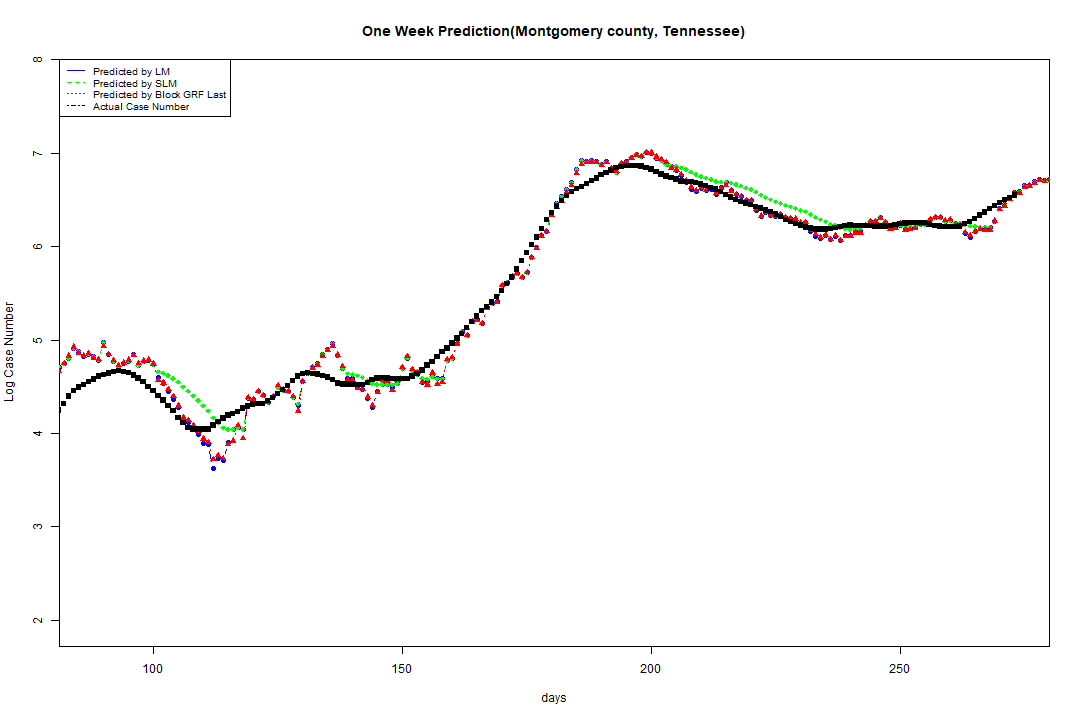 One Week Prediction(Montgomery county, Tennessee)
Predicted by LM
Predicted by SLM
Predicted by Block GRF Last
Actual Case Number
8
7
6
5
4
3
2
Log Case Number
100
150
200
250
days